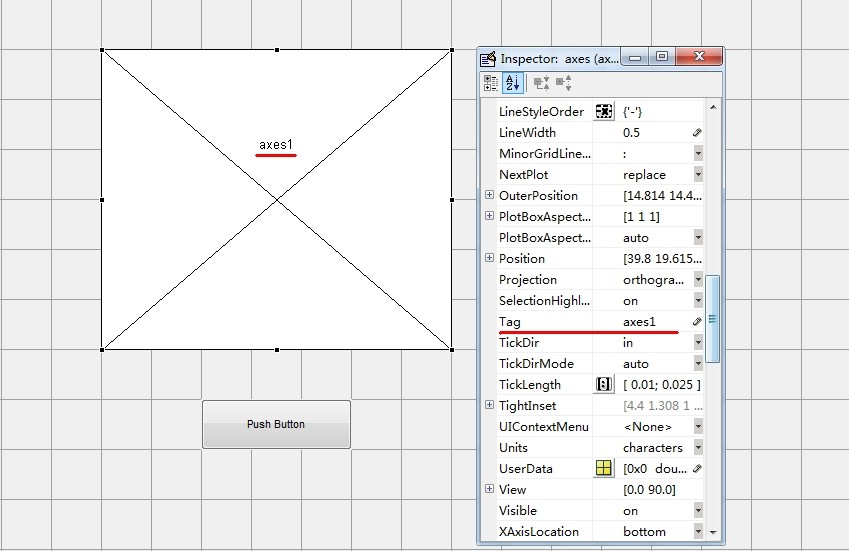 axes1
Push Button
Inspector: axes (ax...
LineStyleOrder {'-'}
LineWidth 0.5
MinorGridLine... :
NextPlot replace
OuterPosition [14.814 14.4...
PlotBoxAspect... [1 1 1]
PlotBoxAspect... auto
Position [39.8 19.615...
Projection orthogra...
SelectionHighl... on
Tag axes1
TickDir in
TickDirMode auto
TickLength [ 0.01; 0.025 ]
TightInset [4.4 1.308 1 ...
UIContextMenu <None>
Units characters
UserData [0x0 dou...
View [0.0 90.0]
Visible on
XAxisLocation bottom